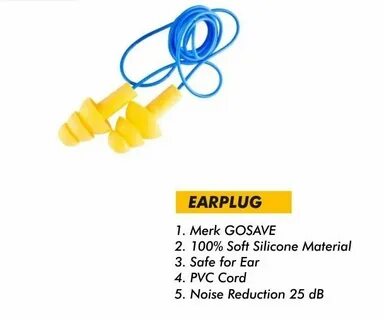 EARPLUG
1. Merk GOSAVE
2. 100% Soft Silicone Material
3. Safe for Ear
4. PVC Cord
5. Noise Reduction 25 dB